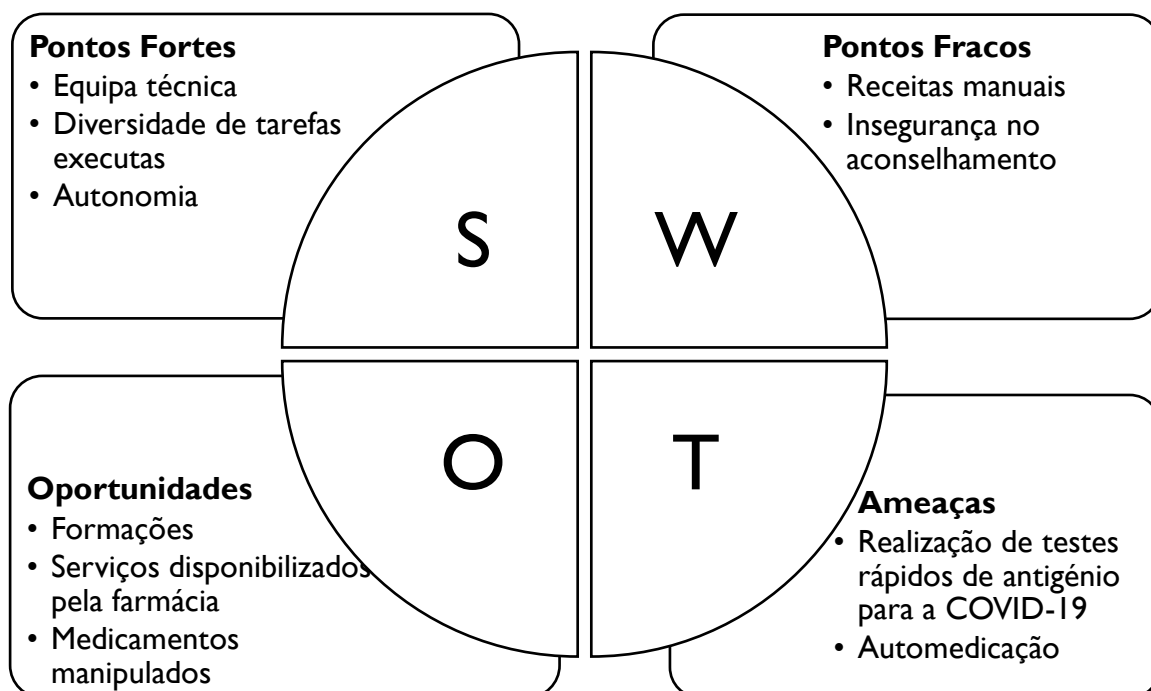 Pontos Fortes
• Equipa técnica
• Diversidade de tarefas
executas
• Autonomia
Pontos Fracos
• Receitas manuais
• Insegurança no
aconselhamento
S
W
O
T
Oportunidades
• Formações
• Serviços disponibilizados
pela farmácia
• Medicamentos
manipulados
Ameaças
• Realização de testes
rápidos de antigénio
para a COVID-19
• Automedicação